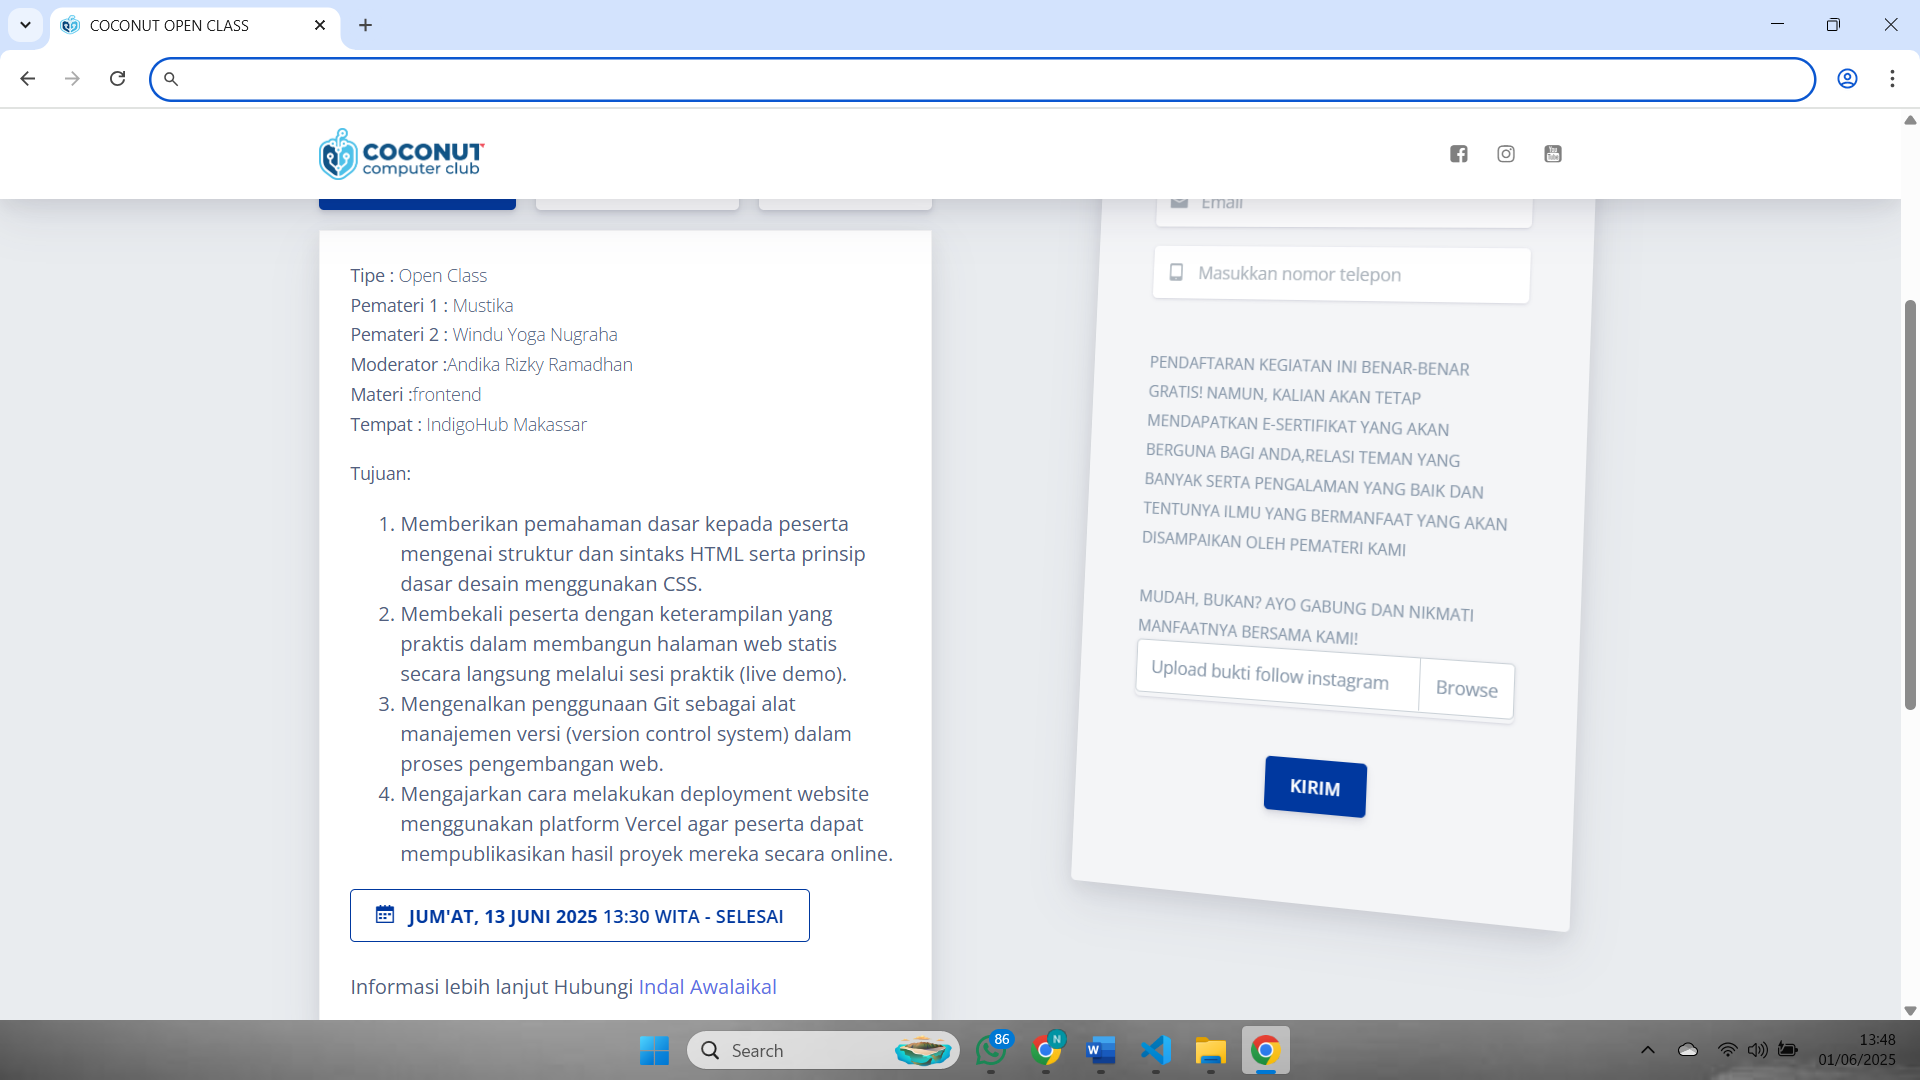 COCONUT OPEN CLASS
COCONUT
computer club
Tipe : Open Class
Pemateri 1 : Mustika
Pemateri 2 : Windu Yoga Nugraha
Moderator :Andika Rizky Ramadhan
Materi :frontend
Tempat : IndigoHub Makassar
Tujuan:
1. Memberikan pemahaman dasar kepada peserta
mengenai struktur dan sintaks HTML serta prinsip
dasar desain menggunakan CSS.
2. Membekali peserta dengan keterampilan yang
praktis dalam membangun halaman web statis
secara langsung melalui sesi praktik (live demo).
3. Mengenalkan penggunaan Git sebagai alat
manajemen versi (version control system) dalam
proses pengembangan web.
4. Mengajarkan cara melakukan deployment website
menggunakan platform Vercel agar peserta dapat
mempublikasikan hasil proyek mereka secara online.
JUM'AT, 13 JUNI 2025 13:30 WITA - SELESAI
Informasi lebih lanjut Hubungi Indal Awalaikal
Email
Masukkan nomor telepon
PENDAFTARAN KEGIATAN INI BENAR-BENAR
GRATIS! NAMUN, KALIAN AKAN TETAP
MENDAPATKAN E-SERTIFIKAT YANG AKAN
BERGUNA BAGI ANDA,RELASI TEMAN YANG
BANYAK SERTA PENGALAMAN YANG BAIK DAN
TENTUNYA ILMU YANG BERMANFAAT YANG AKAN
DISAMPAIKAN OLEH PEMATERI KAMI
MUDAH, BUKAN? AYO GABUNG DAN NIKMATI
MANFAATNYA BERSAMA KAMI!
Upload bukti follow instagram Browse
KIRIM
Search
86
N
W
13:48
01/06/2025